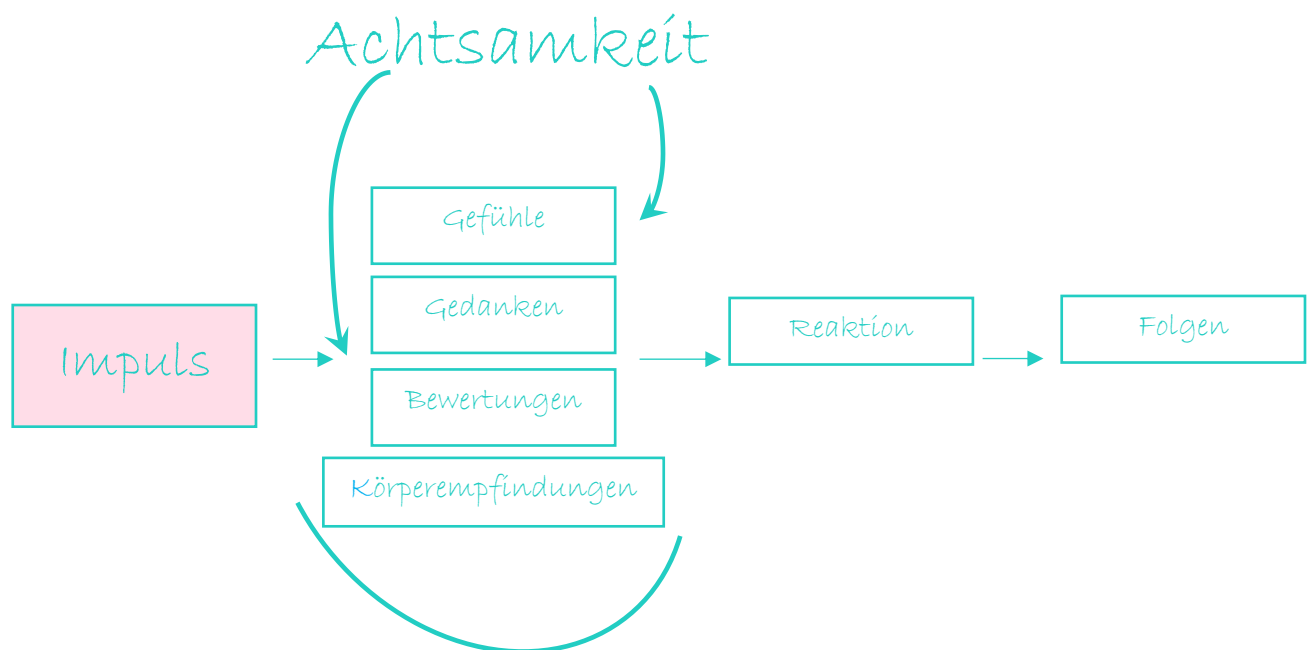 Achtsamkeit
Impuls
Gefühle
Gedanken
Bewertungen
Körperempfindungen
Reaktion
Folgen